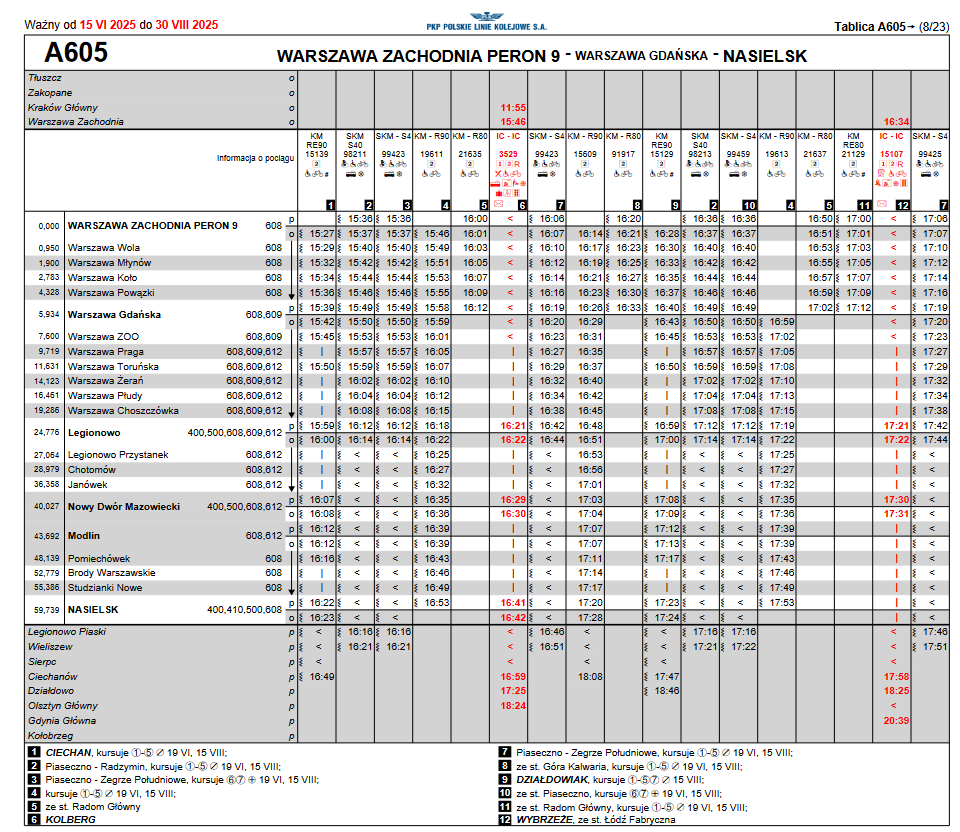 Ważny od 15 VI 2025 do 30 VIII 2025
PKP POLSKIE LINIE KOLEJOWE S.A.
Tablica A605→ (8/23)
A605 WARSZAWA ZACHODNIA PERON 9 - WARSZAWA GDAŃSKA - NASIELSK
Tłuszcz o
Zakopane o
Kraków Główny o 11:55
Warszawa Zachodnia o 15:46 16:34
Informacja o pociągu
KM RE90 15139 2 # 1
SKM S40 98211 2
SKM - S4 99423 3
KM - R90 19611 2 4
KM - R80 21635 2 5
IC - IC 3529 1 2 R 6
SKM - S4 99423 7
KM - R90 15609 2
KM - R80 91917 2 8
KM RE90 15129 2 # 9
SKM S40 98213 2
SKM - S4 99459 10
KM - R90 19613 2 4
KM - R80 21637 2 5
KM RE80 21129 2 # 11
IC - IC 15107 1 2 R 12
SKM - S4 99425 7
0,000 WARSZAWA ZACHODNIA PERON 9 608 p 15:36 15:36 16:00 < 16:06 16:20 16:36 16:36 16:50 17:00 < 17:06
o 15:27 15:37 15:37 15:46 16:01 < 16:07 16:14 16:21 16:28 16:37 16:37 16:51 17:01 < 17:07
0,950 Warszawa Wola 608 15:29 15:40 15:40 15:49 16:03 < 16:10 16:17 16:23 16:30 16:40 16:40 16:53 17:03 < 17:10
1,900 Warszawa Młynów 608 15:32 15:42 15:42 15:51 16:05 < 16:12 16:19 16:25 16:33 16:42 16:42 16:55 17:05 < 17:12
2,783 Warszawa Koło 608 15:34 15:44 15:44 15:53 16:07 < 16:14 16:21 16:27 16:35 16:44 16:44 16:57 17:07 < 17:14
4,328 Warszawa Powązki 608 15:36 15:46 15:46 15:55 16:09 < 16:16 16:23 16:30 16:37 16:46 16:46 16:59 17:09 < 17:16
5,934 Warszawa Gdańska 608,609 p 15:39 15:49 15:49 15:58 16:12 < 16:19 16:26 16:33 16:40 16:49 16:49 17:02 17:12 < 17:19
o 15:42 15:50 15:50 15:59 < 16:20 16:29 16:43 16:50 16:50 16:59 < 17:20
7,600 Warszawa ZOO 608,609 15:45 15:53 15:53 16:01 < 16:23 16:31 16:45 16:53 16:53 17:02 < 17:23
9,719 Warszawa Praga 608,609,612 | 15:57 15:57 16:05 | 16:27 16:35 | 16:57 16:57 17:05 | 17:27
11,631 Warszawa Toruńska 608,609,612 15:50 15:59 15:59 16:07 | 16:29 16:37 16:50 16:59 16:59 17:08 | 17:29
14,123 Warszawa Żerań 608,609,612 | 16:02 16:02 16:10 | 16:32 16:40 | 17:02 17:02 17:10 | 17:32
16,461 Warszawa Płudy 608,609,612 | 16:04 16:04 16:12 | 16:34 16:42 | 17:04 17:04 17:13 | 17:34
19,286 Warszawa Choszczówka 608,609,612 | 16:08 16:08 16:15 | 16:38 16:45 | 17:08 17:08 17:15 | 17:38
24,776 Legionowo 400,500,608,609,612 p 15:59 16:12 16:12 16:18 16:21 16:42 16:48 16:59 17:12 17:12 17:19 17:21 17:42
o 16:00 16:14 16:14 16:22 16:22 16:44 16:51 17:00 17:14 17:14 17:22 17:22 17:44
27,064 Legionowo Przystanek 608,612 | < < 16:25 | < 16:53 | < < 17:25 | <
28,979 Chotomów 608,612 | < < 16:27 | < 16:56 | < < 17:27 | <
36,358 Janówek 608,612 | < < 16:32 | < 17:01 | < < 17:32 | <
40,027 Nowy Dwór Mazowiecki 400,500,608,612 p 16:07 < < 16:35 16:29 < 17:03 17:08 < < 17:35 17:30 <
o 16:08 < < 16:36 16:30 < 17:04 17:09 < < 17:36 17:31 <
43,692 Modlin 608,612 p 16:12 < < 16:39 | < 17:07 17:12 < < 17:39 | <
o 16:12 < < 16:39 | < 17:07 17:13 < < 17:39 | <
48,139 Pomiechówek 608 16:16 < < 16:43 | < 17:11 17:17 < < 17:43 | <
52,779 Brody Warszawskie 608 | < < 16:46 | < 17:14 | < < 17:46 | <
55,386 Studzianki Nowe 608 | < < 16:49 | < 17:17 | < < 17:49 | <
59,739 NASIELSK 400,410,500,608 p 16:22 < < 16:53 16:41 < 17:20 17:23 < < 17:53 | <
o 16:23 < < 16:42 < 17:28 17:24 < < | <
Legionowo Piaski p < 16:16 16:16 < 16:46 < < 17:16 17:16 < 17:46
Wieliszew p < 16:21 16:21 < 16:51 < < 17:21 17:22 < 17:51
Sierpc p < < < < <
Ciechanów p 16:49 16:59 18:08 17:47 17:58
Działdowo p 17:25 18:46 18:25
Olsztyn Główny p 18:24 <
Gdynia Główna p 20:39
Kołobrzeg p
1 CIECHAN, kursuje ①-⑤ ∅ 19 VI, 15 VIII;
2 Piaseczno - Radzymin, kursuje ①-⑤ ∅ 19 VI, 15 VIII;
3 Piaseczno - Zegrze Południowe, kursuje ⑥⑦ ⊕ 19 VI, 15 VIII;
4 kursuje ①-⑤ ∅ 19 VI, 15 VIII;
5 ze st. Radom Główny
6 KOLBERG
7 Piaseczno - Zegrze Południowe, kursuje ①-⑤ ∅ 19 VI, 15 VIII;
8 ze st. Góra Kalwaria, kursuje ①-⑤ ∅ 19 VI, 15 VIII;
9 DZIAŁDOWIAK, kursuje ①-⑤⑦ ∅ 15 VIII;
10 ze st. Piaseczno, kursuje ⑥⑦ ⊕ 19 VI, 15 VIII;
11 ze st. Radom Główny, kursuje ①-⑤ ∅ 19 VI, 15 VIII;
12 WYBRZEŻE, ze st. Łódź Fabryczna